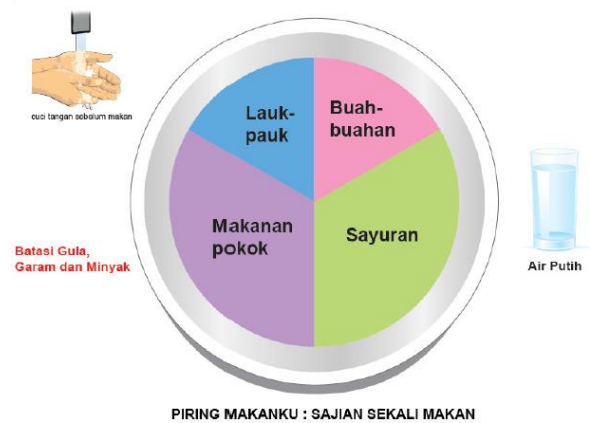 cuci tangan sebelum makan
Lauk-
pauk
Buah-
buahan
Makanan
pokok
Sayuran
Batasi Gula,
Garam dan Minyak
Air Putih
PIRING MAKANKU : SAJIAN SEKALI MAKAN